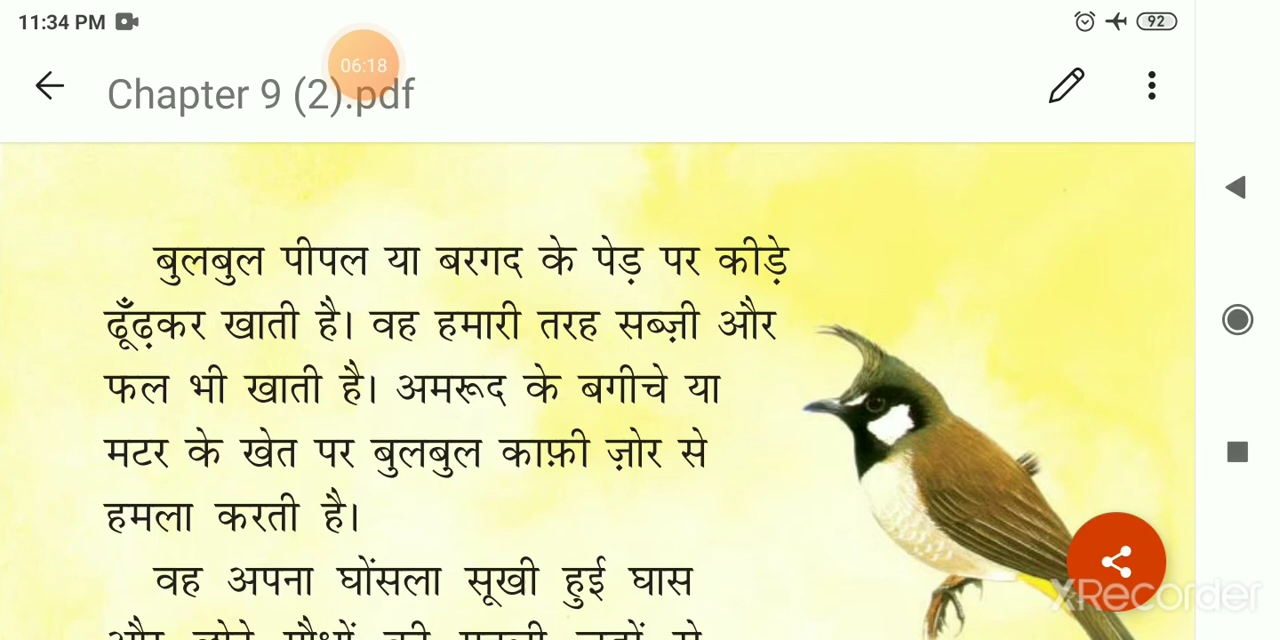 11:34 PM
92
06:18
Chapter 9 (2).pdf
बुलबुल पीपल या बरगद के पेड़ पर कीड़े
ढूँढ़कर खाती है। वह हमारी तरह सब्ज़ी और
फल भी खाती है। अमरूद के बगीचे या
मटर के खेत पर बुलबुल काफ़ी ज़ोर से
हमला करती है।
वह अपना घोंसला सूखी हुई घास
XRecorder